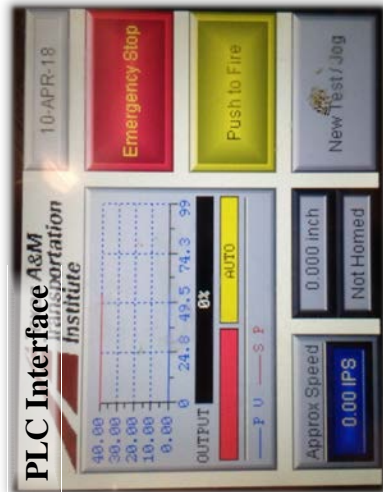 PLC Interface
A&M
Transportation
Institute
10-APR-18
Emergency Stop
Push to Fire
New Test / Jog
40.00
30.00
20.00
10.00
0.00
0 24.8 49.5 74.3 99
OUTPUT 0%
AUTO
PV SP
Approx Speed
0.00 IPS
0.000 inch
Not Homed